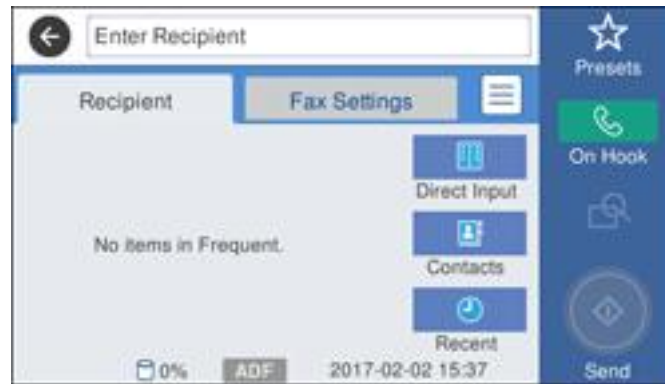 Enter Recipient
Presets
Recipient
Fax Settings
On Hook
Direct Input
No items in Frequent.
Contacts
Recent
0%
ADF
2017-02-02 15:37
Send